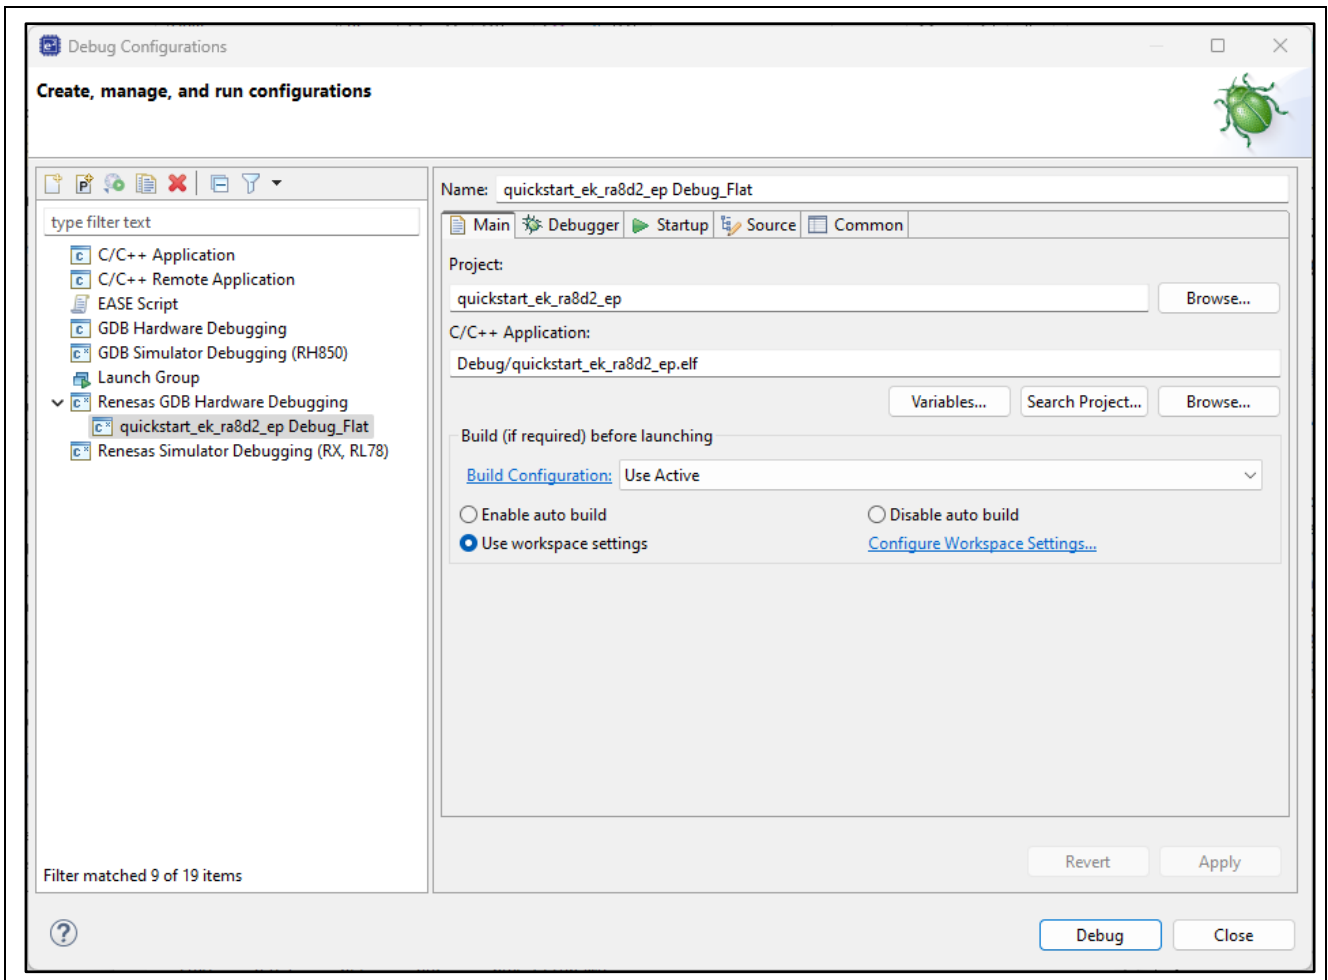 Debug Configurations
Create, manage, and run configurations
type filter text
C/C++ Application
C/C++ Remote Application
EASE Script
GDB Hardware Debugging
GDB Simulator Debugging (RH850)
Launch Group
Renesas GDB Hardware Debugging
quickstart_ek_ra8d2_ep Debug_Flat
Renesas Simulator Debugging (RX, RL78)
Filter matched 9 of 19 items
Name: quickstart_ek_ra8d2_ep Debug_Flat
Main Debugger Startup Source Common
Project:
quickstart_ek_ra8d2_ep Browse...
C/C++ Application:
Debug/quickstart_ek_ra8d2_ep.elf
Variables... Search Project... Browse...
Build (if required) before launching
Build Configuration: Use Active
Enable auto build Disable auto build
Use workspace settings Configure Workspace Settings...
Revert Apply
Debug Close